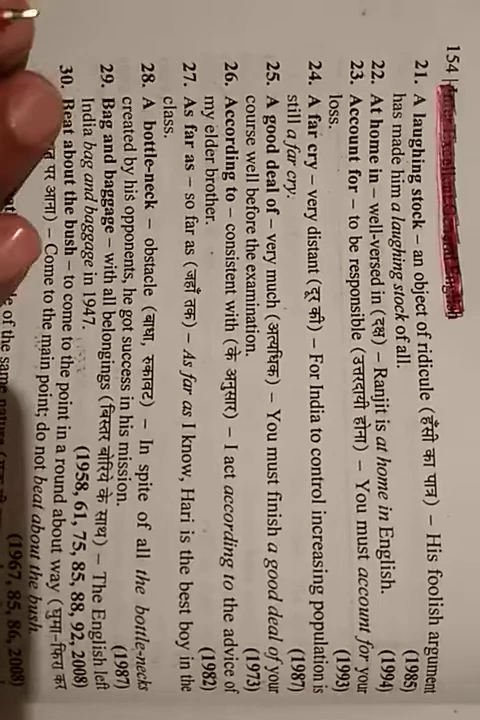 154 |
21. A laughing stock – an object of ridicule (हँसी का पात्र) – His foolish argument
has made him a laughing stock of all. (1985)
22. At home in – well-versed in (दक्ष) – Ranjit is at home in English. (1994)
23. Account for – to be responsible (उत्तरदायी होना) – You must account for your
loss. (1993)
24. A far cry – very distant (दूर की) – For India to control increasing population is
still a far cry. (1987)
25. A good deal of – very much (अत्यधिक) – You must finish a good deal of your
course well before the examination. (1973)
26. According to – consistent with (के अनुसार) – I act according to the advice of
my elder brother. (1982)
27. As far as – so far as (जहाँ तक) – As far as I know, Hari is the best boy in the
class.
28. A bottle-neck – obstacle (बाधा, रुकावट) – In spite of all the bottle-necks
created by his opponents, he got success in his mission. (1987)
29. Bag and baggage – with all belongings (बिस्तर बोरिये के साथ) – The English left
India bag and baggage in 1947. (1958, 61, 75, 85, 88, 92, 2008)
30. Beat about the bush – to come to the point in a round about way (घुमा-फिरा कर
पर आना) – Come to the main point; do not beat about the bush.
(1967, 85, 86, 2008)
of the same nature